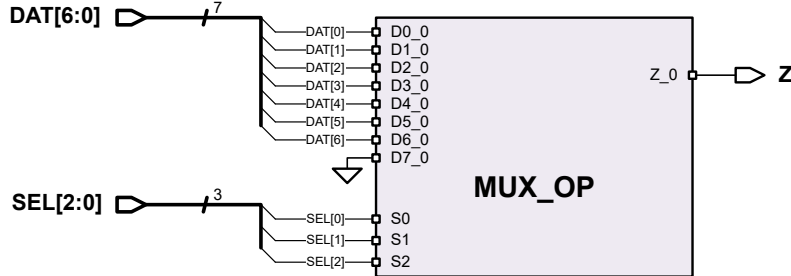 DAT[6:0] 7
DAT[0] D0_0
DAT[1] D1_0
DAT[2] D2_0
DAT[3] D3_0
DAT[4] D4_0
DAT[5] D5_0
DAT[6] D6_0
D7_0
Z_0 Z
MUX_OP
SEL[2:0] 3
SEL[0] S0
SEL[1] S1
SEL[2] S2